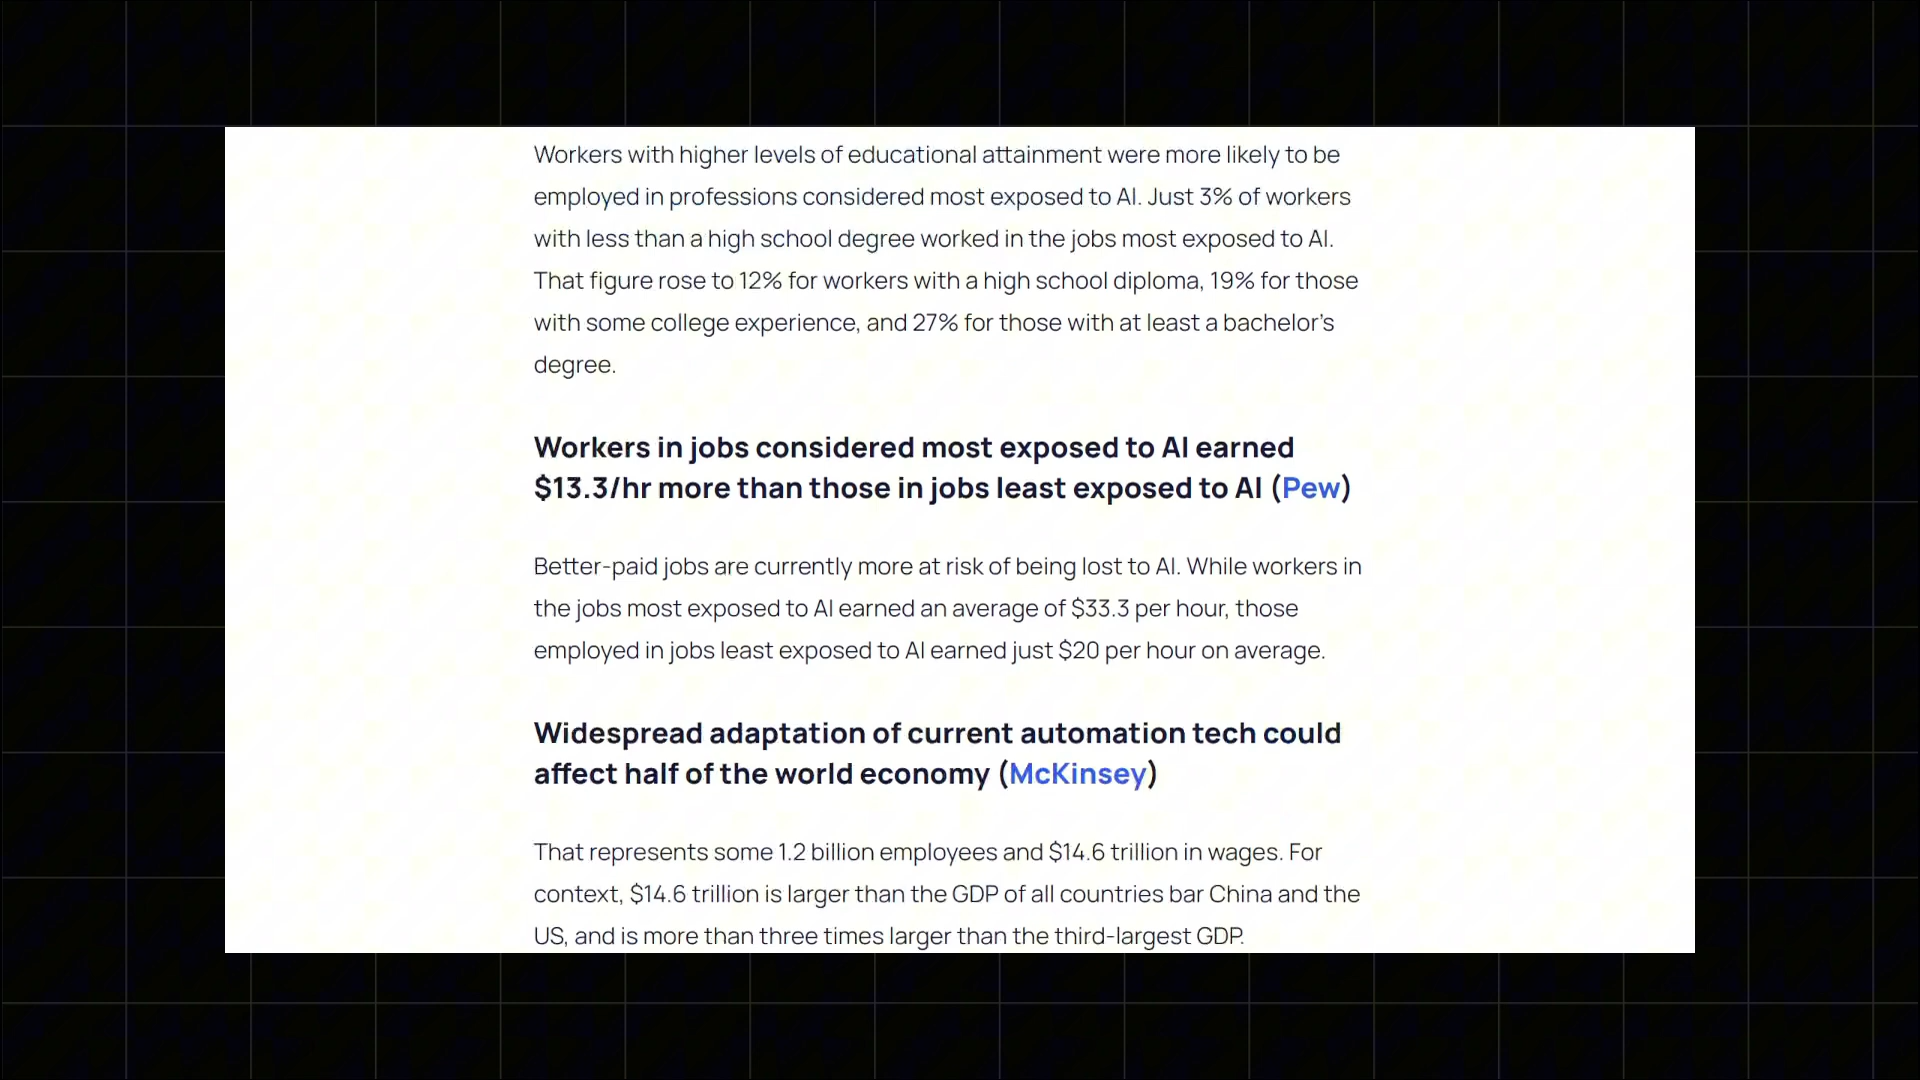 Workers with higher levels of educational attainment were more likely to be
employed in professions considered most exposed to AI. Just 3% of workers
with less than a high school degree worked in the jobs most exposed to AI.
That figure rose to 12% for workers with a high school diploma, 19% for those
with some college experience, and 27% for those with at least a bachelor’s
degree.
Workers in jobs considered most exposed to AI earned
$13.3/hr more than those in jobs least exposed to AI (Pew)
Better-paid jobs are currently more at risk of being lost to AI. While workers in
the jobs most exposed to AI earned an average of $33.3 per hour, those
employed in jobs least exposed to AI earned just $20 per hour on average.
Widespread adaptation of current automation tech could
affect half of the world economy (McKinsey)
That represents some 1.2 billion employees and $14.6 trillion in wages. For
context, $14.6 trillion is larger than the GDP of all countries bar China and the
US, and is more than three times larger than the third-largest GDP.